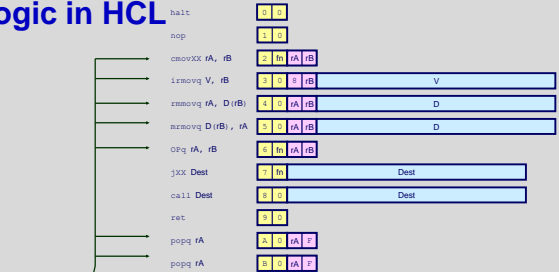 ogic in HCL
halt 0 0
nop 1 0
cmovXX rA, rB 2 fn rA rB
irmovq V, rB 3 0 8 rB V
rmmovq rA, D(rB) 4 0 rA rB D
mrmovq D(rB), rA 5 0 rA rB D
OPq rA, rB 6 fn rA rB
jXX Dest 7 fn Dest
call Dest 8 0 Dest
ret 9 0
popq rA A 0 rA F
popq rA B 0 rA F